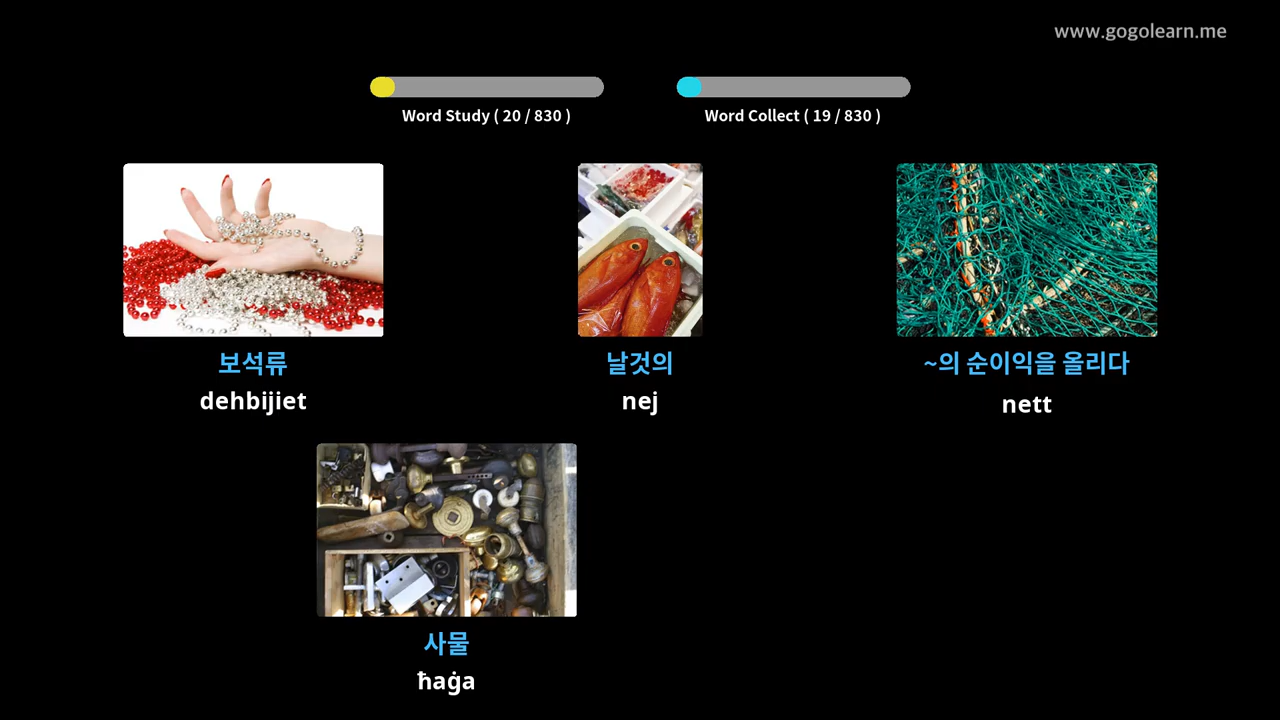 www.gogolearn.me
Word Study ( 20 / 830 )
Word Collect ( 19 / 830 )
보석류
dehbijiet
날것의
nej
~의 순이익을 올리다
nett
사물
ħaġa